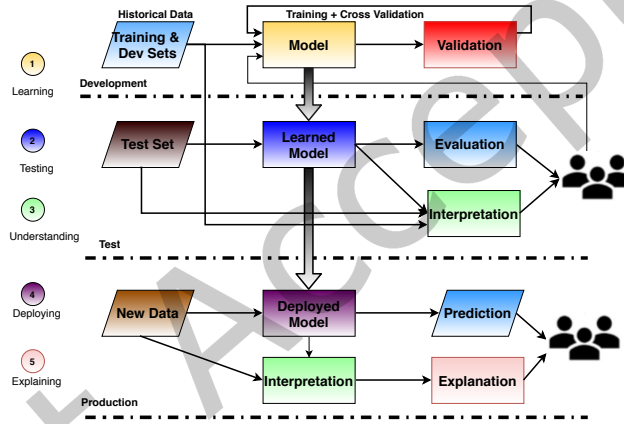 Historical Data
Training + Cross Validation
Training &
Dev Sets
Model
Validation
1
Learning
Development
2
Testing
Test Set
Learned
Model
Evaluation
3
Understanding
Interpretation
Test
4
Deploying
New Data
Deployed
Model
Prediction
5
Explaining
Interpretation
Explanation
Production
Accep